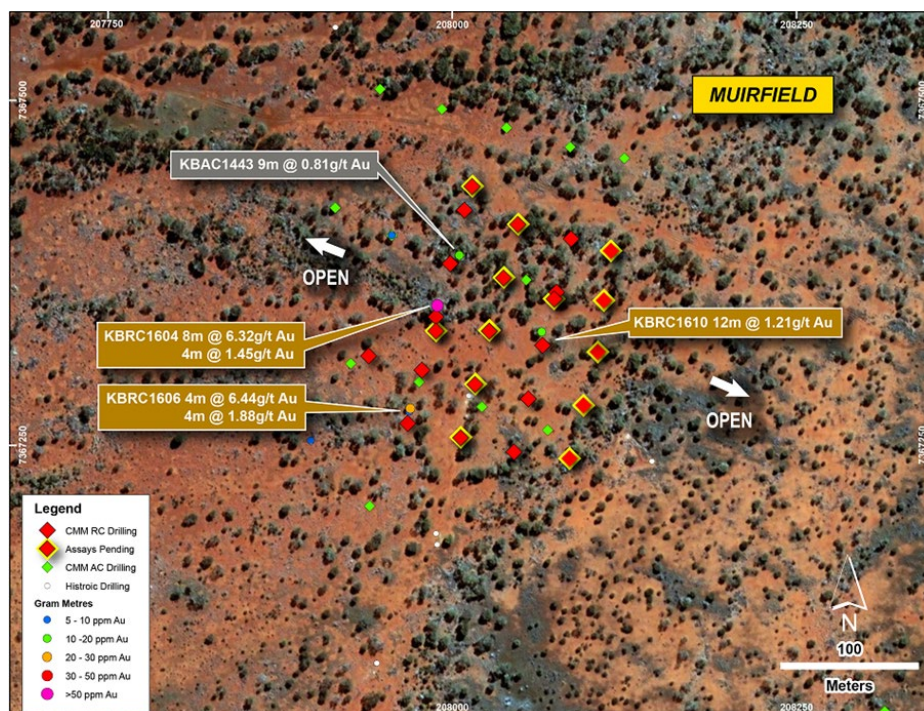 207750
208000
208250
7367500
7367500
MUIRFIELD
KBAC1443 9m @ 0.81g/t Au
OPEN
KBRC1604 8m @ 6.32g/t Au
4m @ 1.45g/t Au
KBRC1610 12m @ 1.21g/t Au
KBRC1606 4m @ 6.44g/t Au
4m @ 1.88g/t Au
OPEN
7367250
7367250
Legend
CMM RC Drilling
Assays Pending
CMM AC Drilling
Histroic Drilling
Gram Metres
5 - 10 ppm Au
10 -20 ppm Au
20 - 30 ppm Au
30 - 50 ppm Au
>50 ppm Au
N
100
Meters
208000
208250